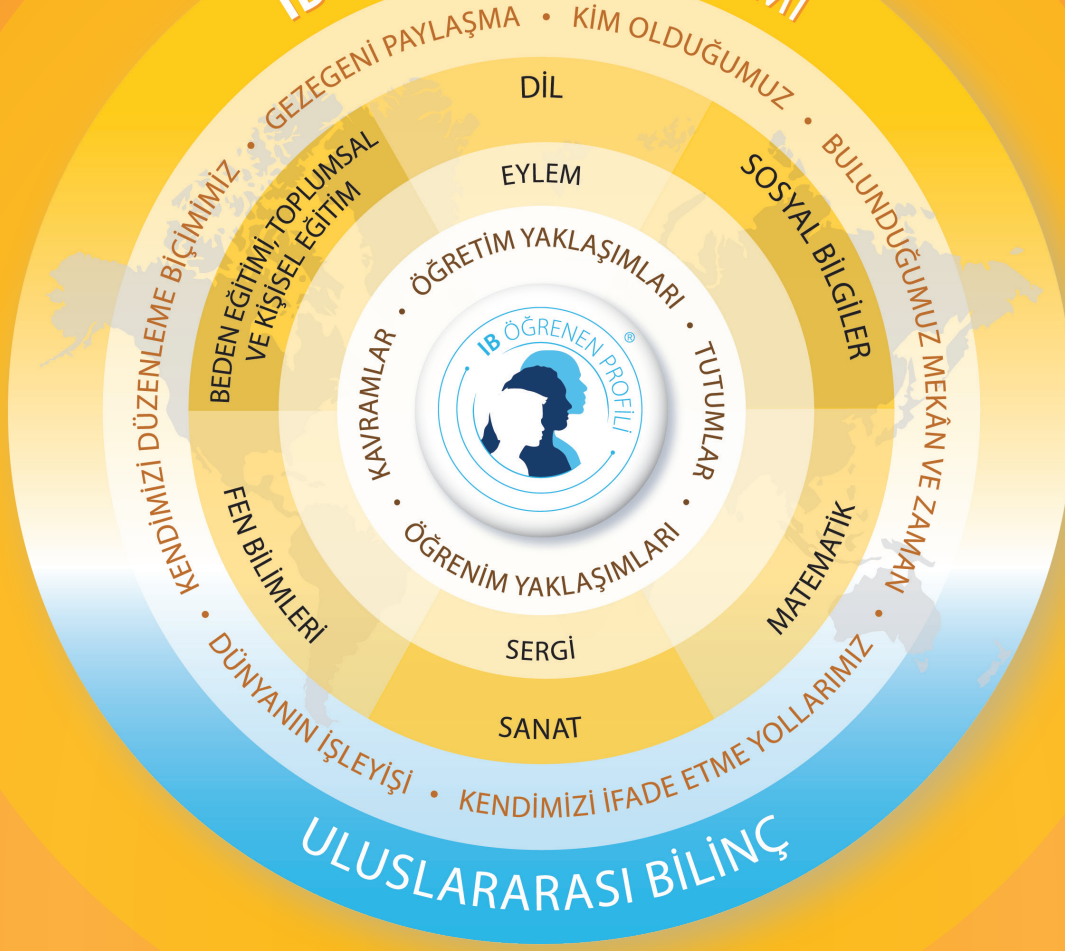 GEZEGENİ PAYLAŞMA • KİM OLDUĞUMUZ • BULUNDUĞUMUZ MEKÂN VE ZAMAN • KENDİMİZİ İFADE ETME YOLLARIMIZ • DÜNYANIN İŞLEYİŞİ • KENDİMİZİ DÜZENLEME BİÇİMİMİZ •
DİL
SOSYAL BİLGİLER
MATEMATİK
SANAT
FEN BİLİMLERİ
BEDEN EĞİTİMİ, TOPLUMSAL
VE KİŞİSEL EĞİTİM
EYLEM
SERGİ
ÖĞRETİM YAKLAŞIMLARI • TUTUMLAR • ÖĞRENİM YAKLAŞIMLARI • KAVRAMLAR •
IB ÖĞRENEN PROFİLİ ®
ULUSLARARASI BİLİNÇ